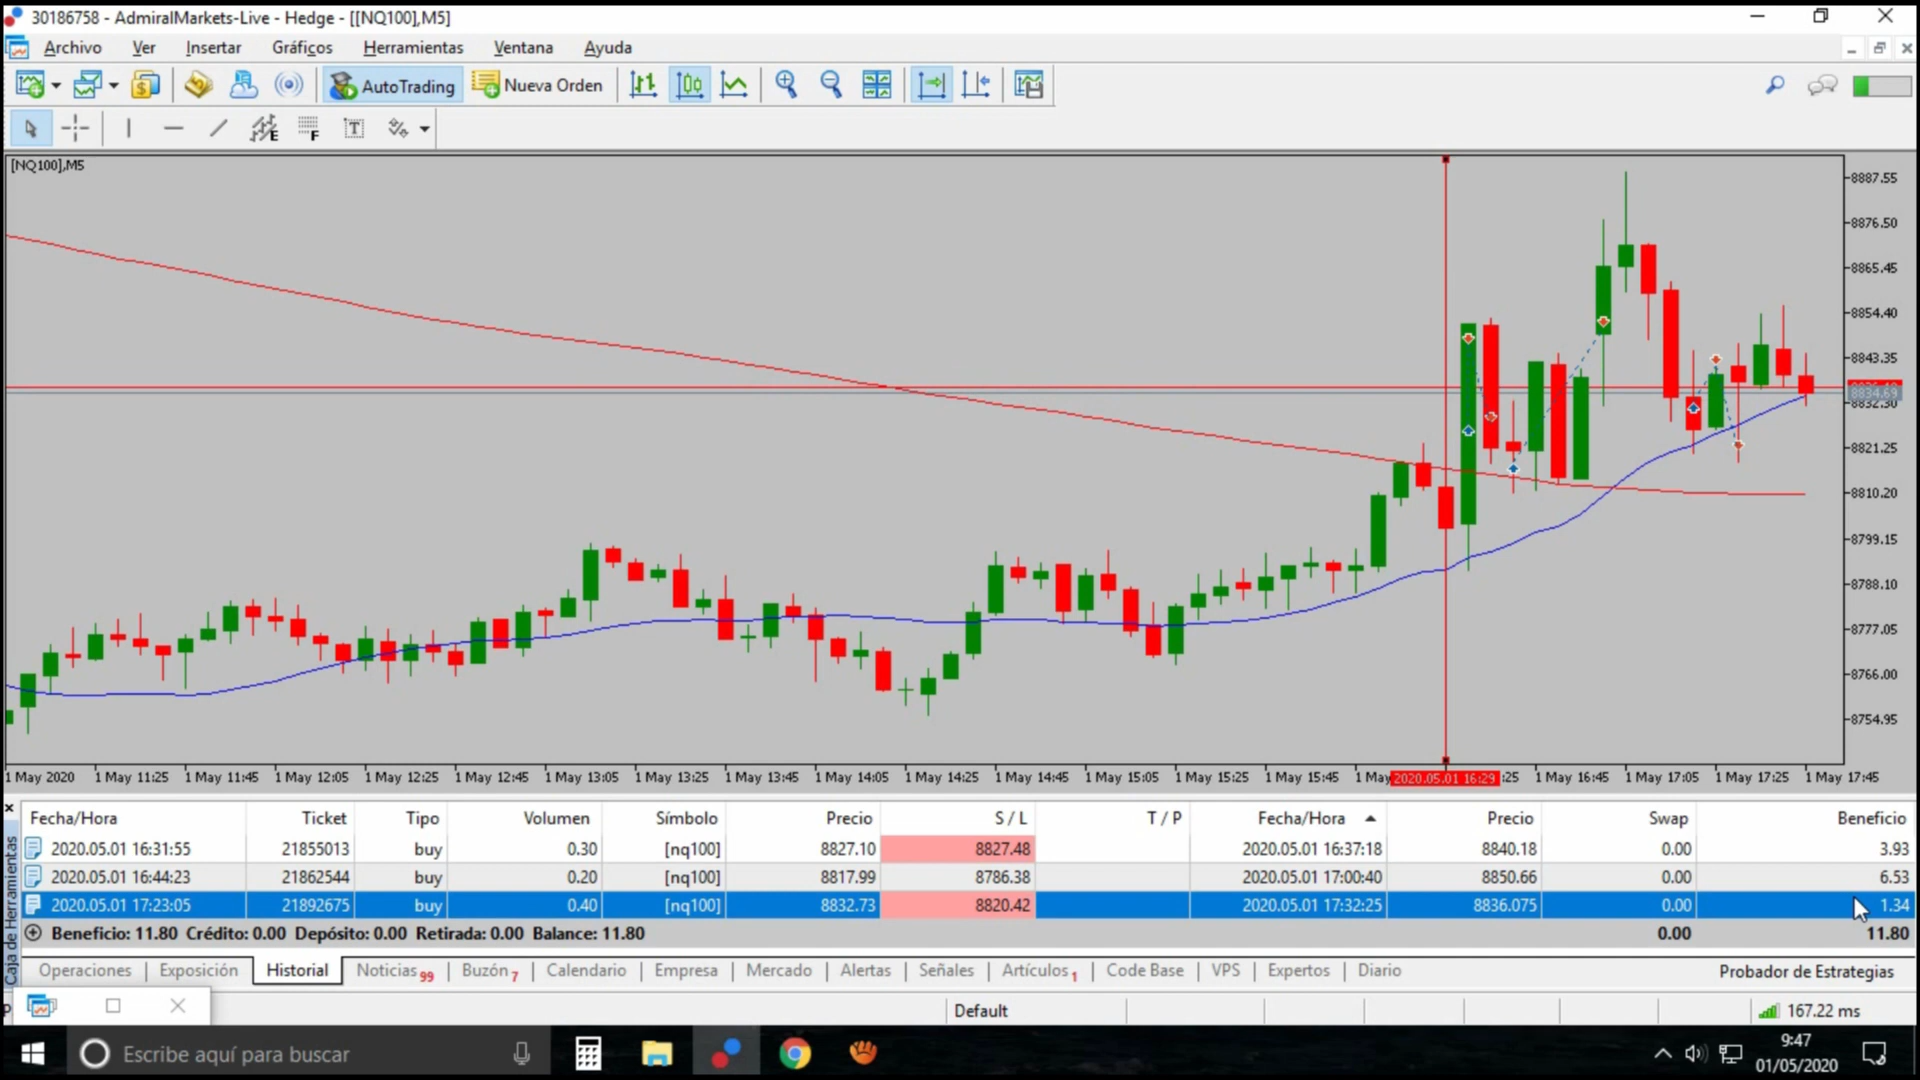 30186758 - AdmiralMarkets-Live - Hedge - [[NQ100],M5]
Archivo Ver Insertar Gráficos Herramientas Ventana Ayuda
AutoTrading Nueva Orden
E F T
[NQ100],M5
8887.55
8876.50
8865.45
8854.40
8843.35
8834.69
8832.30
8821.25
8810.20
8799.15
8788.10
8777.05
8766.00
8754.95
1 May 2020 1 May 11:25 1 May 11:45 1 May 12:05 1 May 12:25 1 May 12:45 1 May 13:05 1 May 13:25 1 May 13:45 1 May 14:05 1 May 14:25 1 May 14:45 1 May 15:05 1 May 15:25 1 May 15:45 1 May 2020.05.01 16:29 :25 1 May 16:45 1 May 17:05 1 May 17:25 1 May 17:45
Fecha/Hora Ticket Tipo Volumen Símbolo Precio S / L T / P Fecha/Hora Precio Swap Beneficio
2020.05.01 16:31:55 21855013 buy 0.30 [nq100] 8827.10 8827.48 2020.05.01 16:37:18 8840.18 0.00 3.93
2020.05.01 16:44:23 21862544 buy 0.20 [nq100] 8817.99 8786.38 2020.05.01 17:00:40 8850.66 0.00 6.53
2020.05.01 17:23:05 21892675 buy 0.40 [nq100] 8832.73 8820.42 2020.05.01 17:32:25 8836.075 0.00 1.34
Beneficio: 11.80 Crédito: 0.00 Depósito: 0.00 Retirada: 0.00 Balance: 11.80 0.00 11.80
Caja de Herramientas
Operaciones Exposición Historial Noticias 99 Buzón 7 Calendario Empresa Mercado Alertas Señales Artículos 1 Code Base VPS Expertos Diario Probador de Estrategias
Default 167.22 ms
Escribe aquí para buscar
9:47
01/05/2020